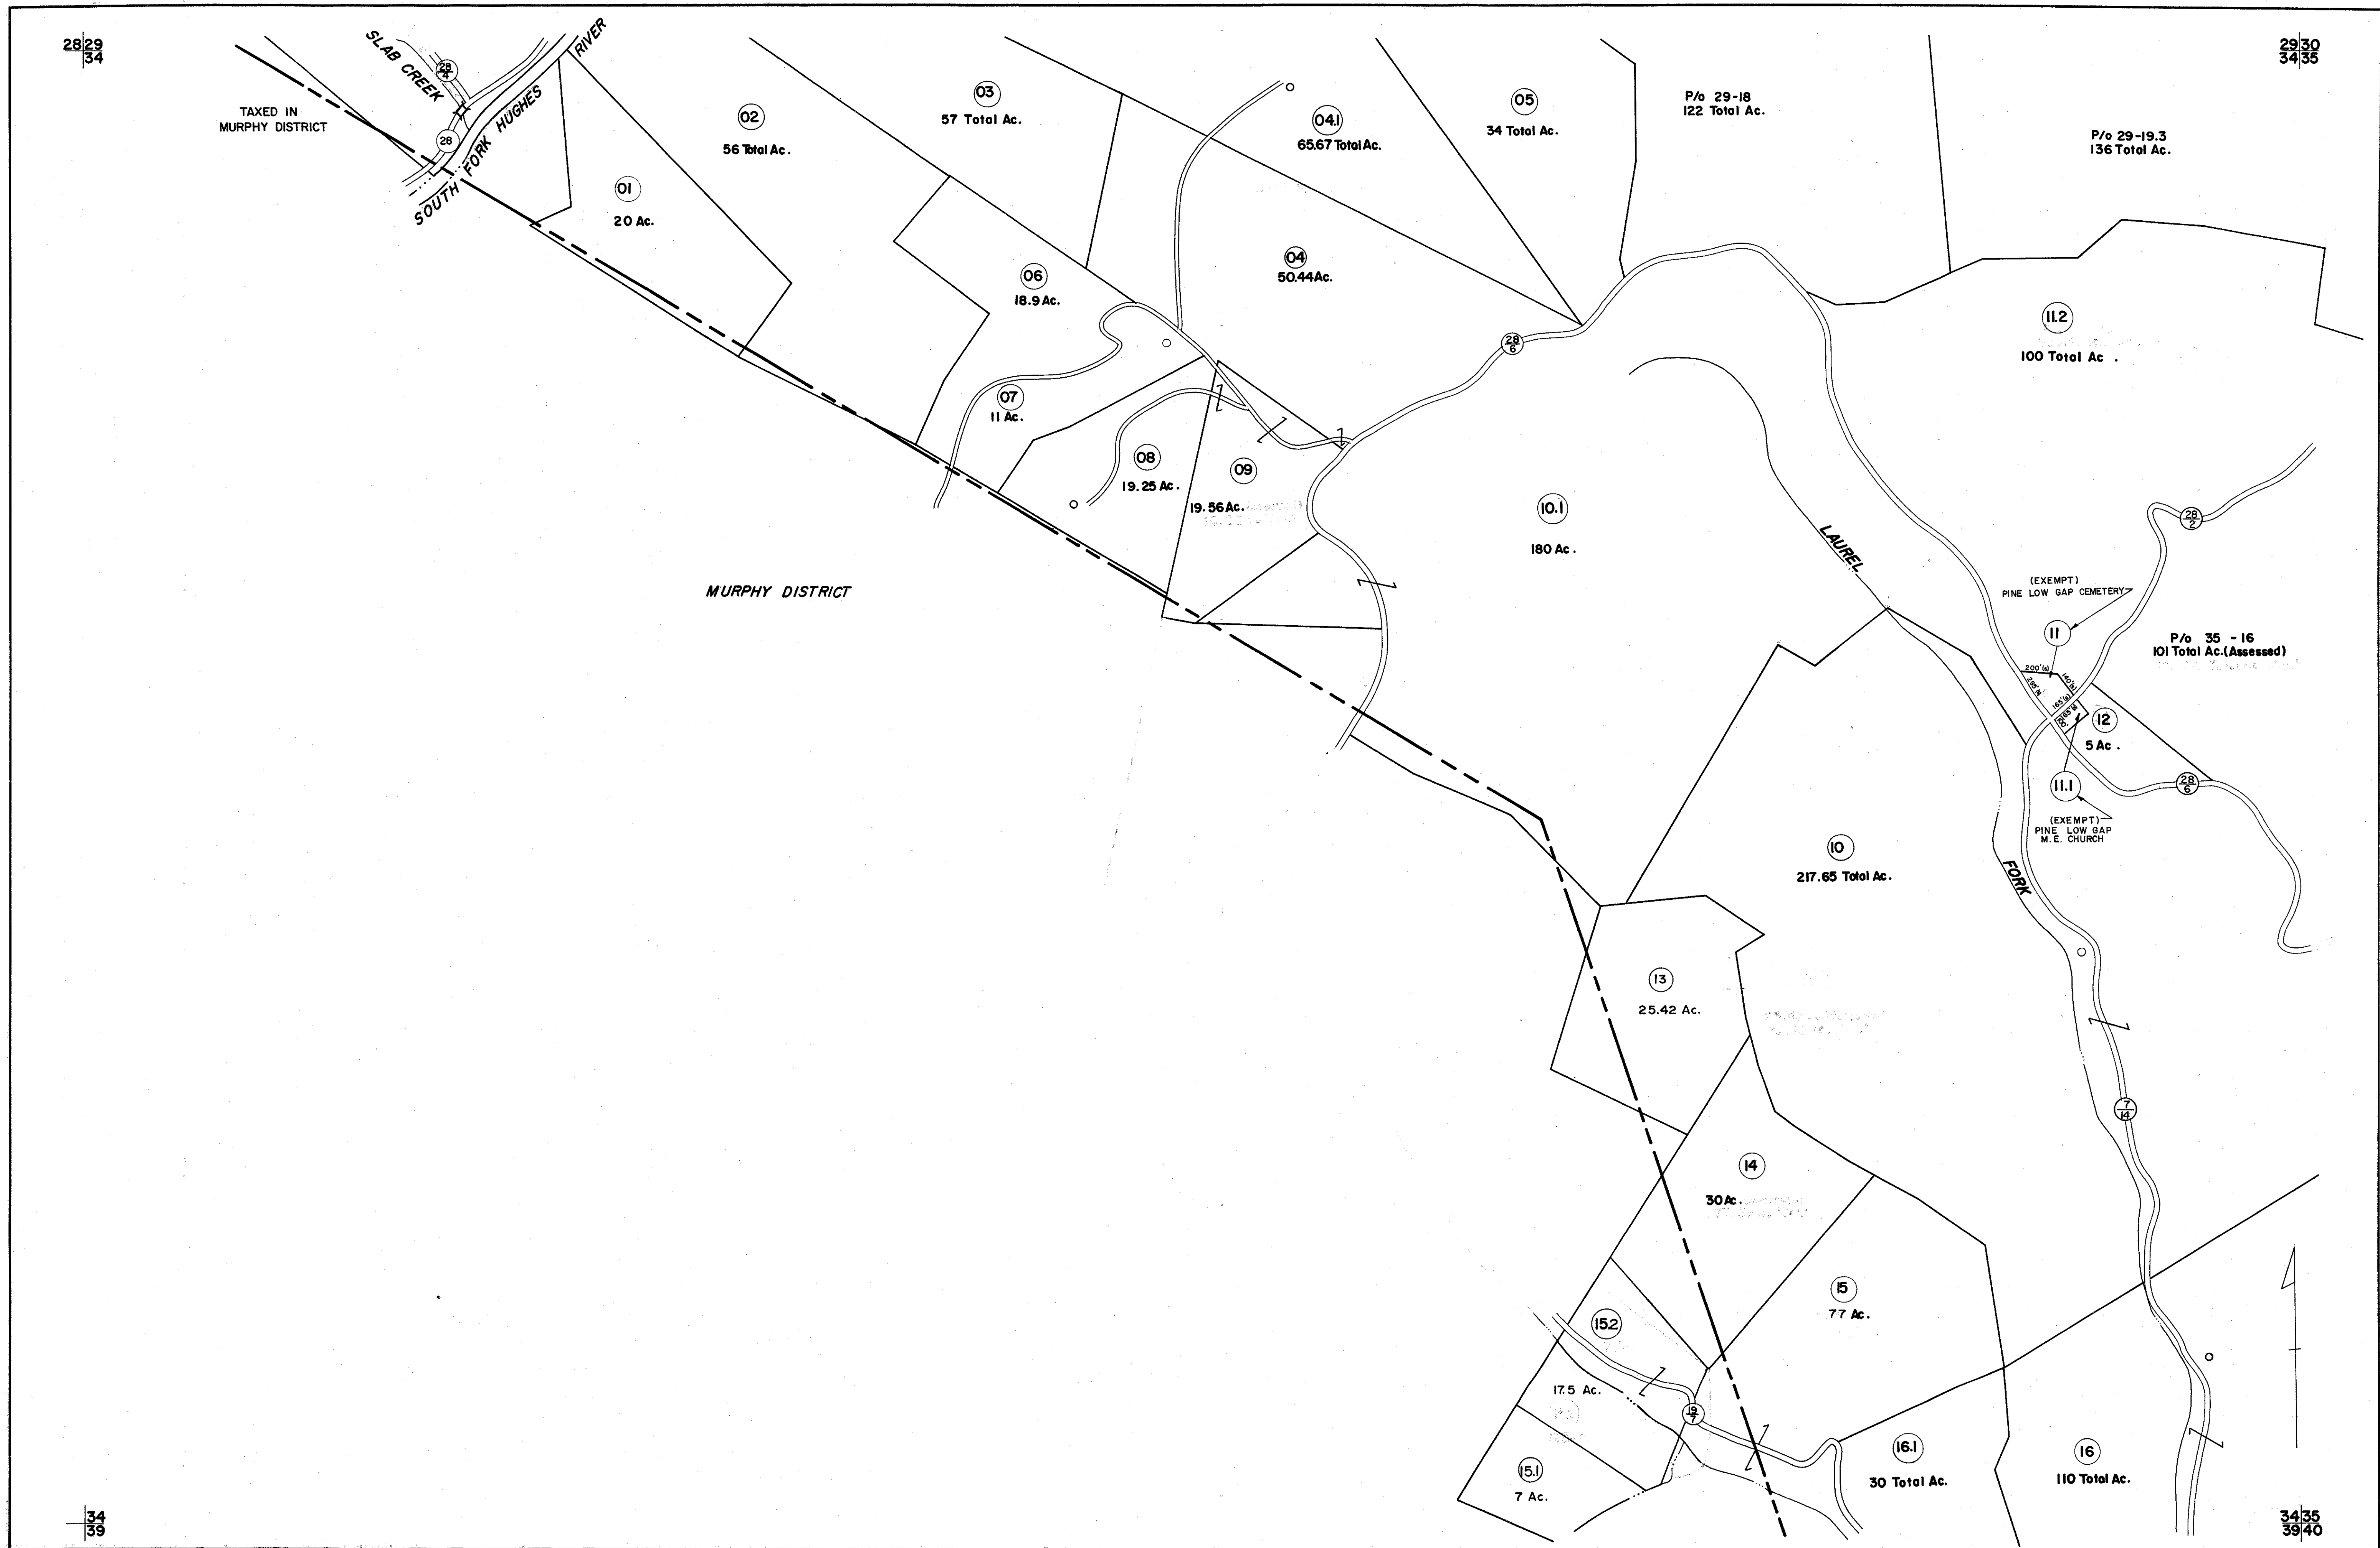 28 29
34
29 30
34 35
SLAB CREEK
28
4
28
SOUTH FORK HUGHES RIVER
TAXED IN
MURPHY DISTRICT
01
20 Ac.
02
56 Total Ac.
03
57 Total Ac.
04.1
65.67 Total Ac.
05
34 Total Ac.
P/o 29-18
122 Total Ac.
P/o 29-19.3
136 Total Ac.
04
50.44 Ac.
06
18.9 Ac.
28
6
11.2
100 Total Ac.
07
11 Ac.
08
19.25 Ac.
09
19.56 Ac.
10.1
180 Ac.
LAUREL
28
2
MURPHY DISTRICT
(EXEMPT)
PINE LOW GAP CEMETERY
11
P/o 35 - 16
101 Total Ac.(Assessed)
200'(s)
295'(s)
140'(s)
165'(s)
165'(s)
100'
12
5 Ac.
28
6
11.1
(EXEMPT)
PINE LOW GAP
M.E. CHURCH
10
217.65 Total Ac.
FORK
13
25.42 Ac.
7
14
14
30 Ac.
15
77 Ac.
15.2
17.5 Ac.
19
7
15.1
7 Ac.
16.1
30 Total Ac.
16
110 Total Ac.
34
39
34 35
39 40